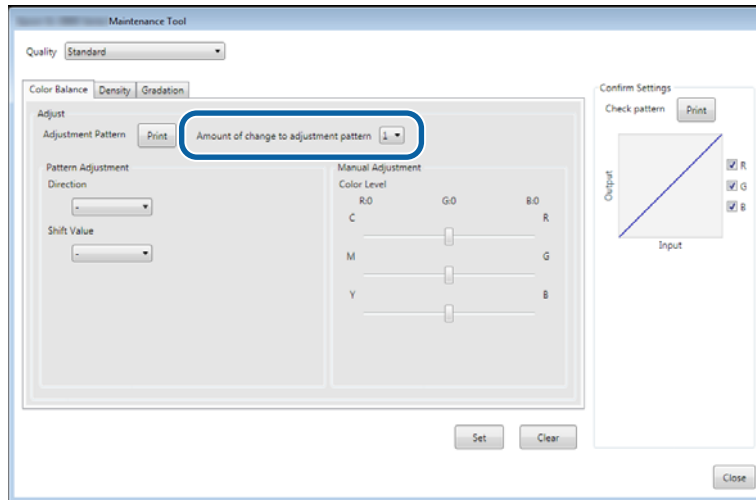 Maintenance Tool
Quality Standard
Color Balance Density Gradation
Adjust
Adjustment Pattern Print Amount of change to adjustment pattern 1
Pattern Adjustment
Direction
-
Shift Value
-
Manual Adjustment
Color Level
R:0 G:0 B:0
C R
M G
Y B
Set Clear
Confirm Settings
Check pattern Print
Output
R
G
B
Input
Close